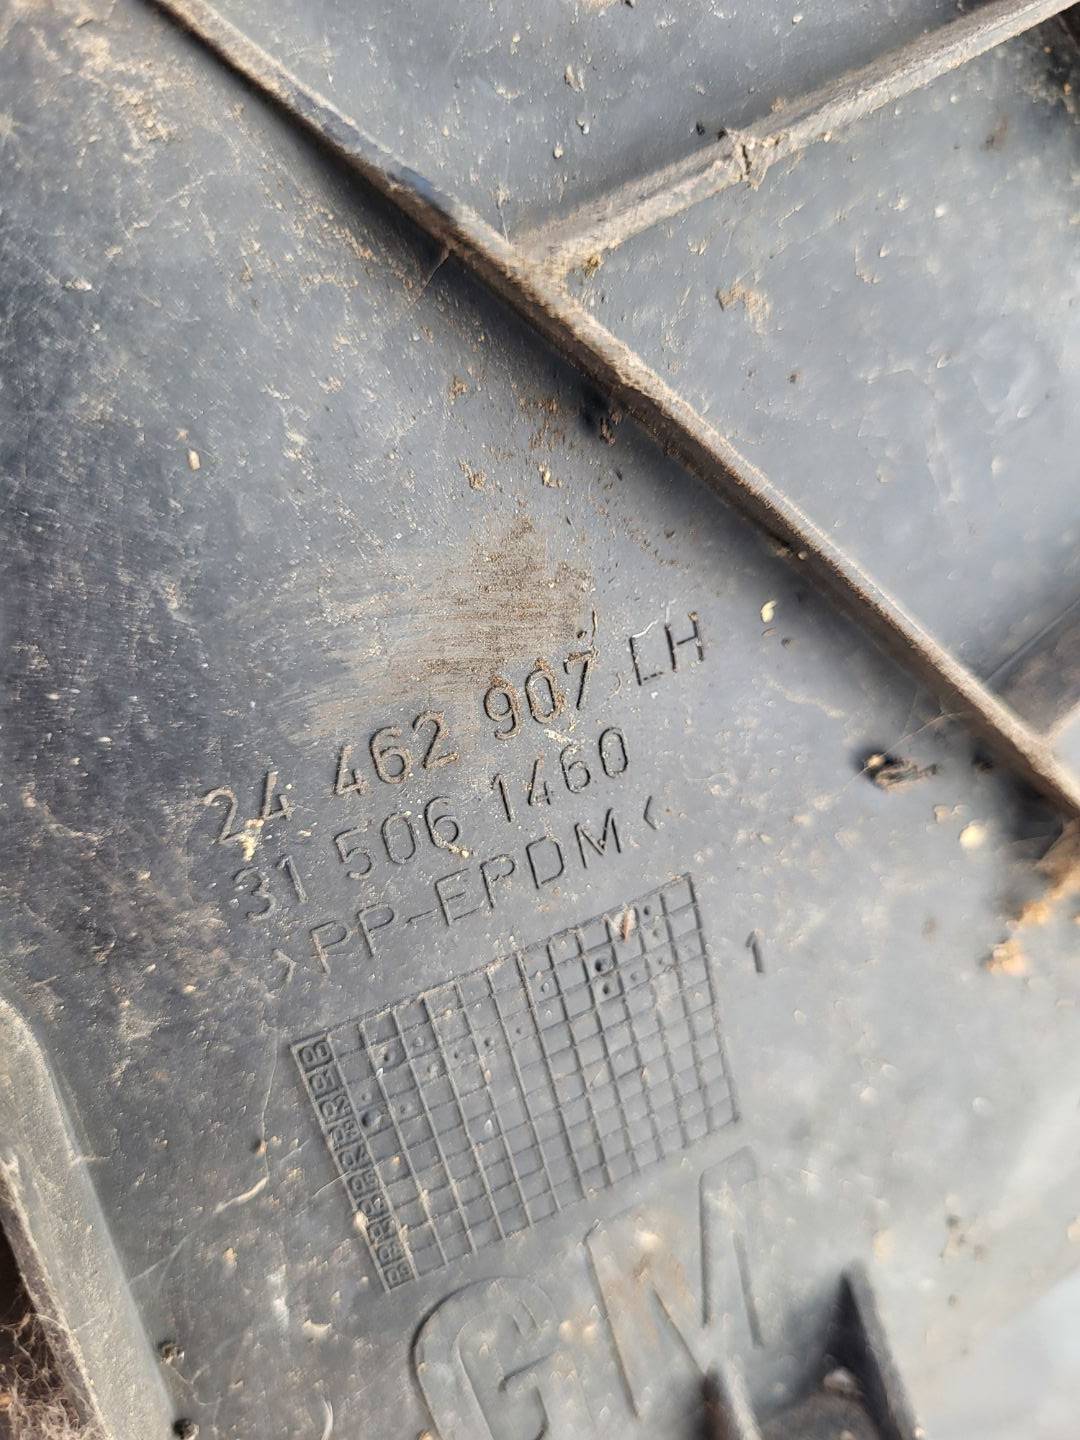 24 462 907 LH
31 506 1460
>PP-EPDM<
1
GM